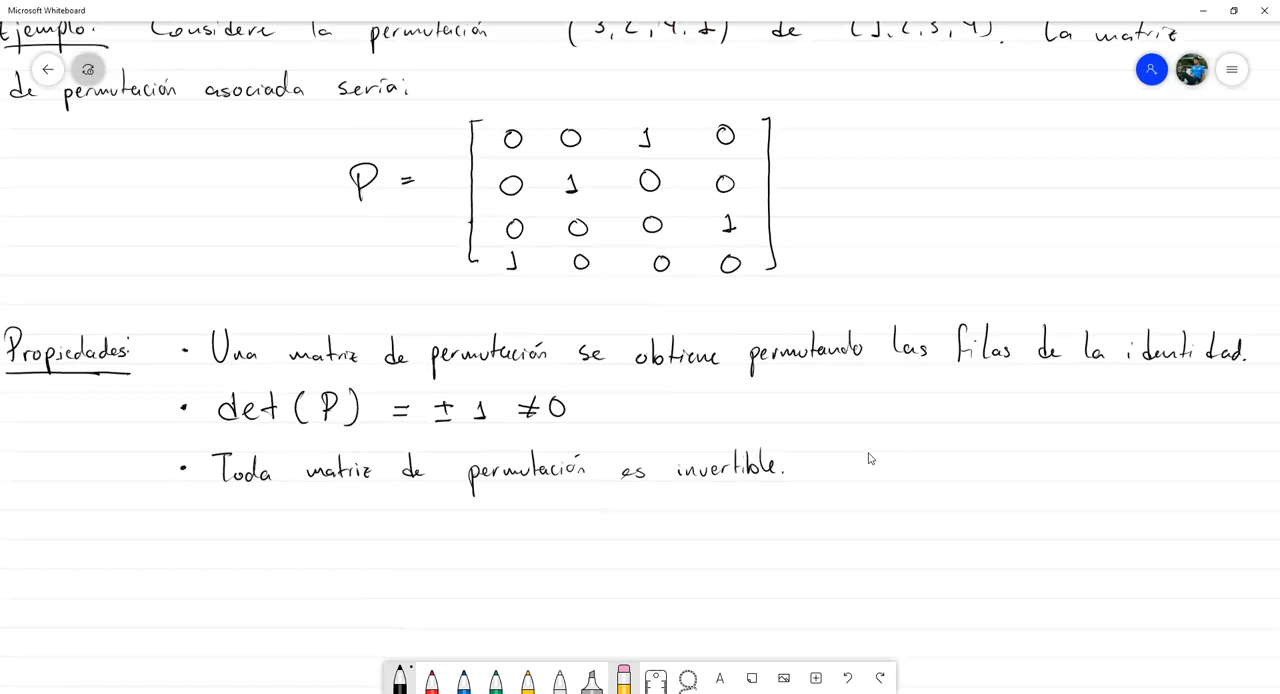 Microsoft Whiteboard
Ejemplo: Considere la permutación (3, 2, 4, 1) de (1, 2, 3, 4). La matriz
de permutación asociada sería:
P = [ 0 0 1 0
0 1 0 0
0 0 0 1
1 0 0 0 ]
Propiedades: · Una matriz de permutación se obtiene permutando las filas de la identidad.
· det(P) = ± 1 ≠ 0
· Toda matriz de permutación es invertible.
A